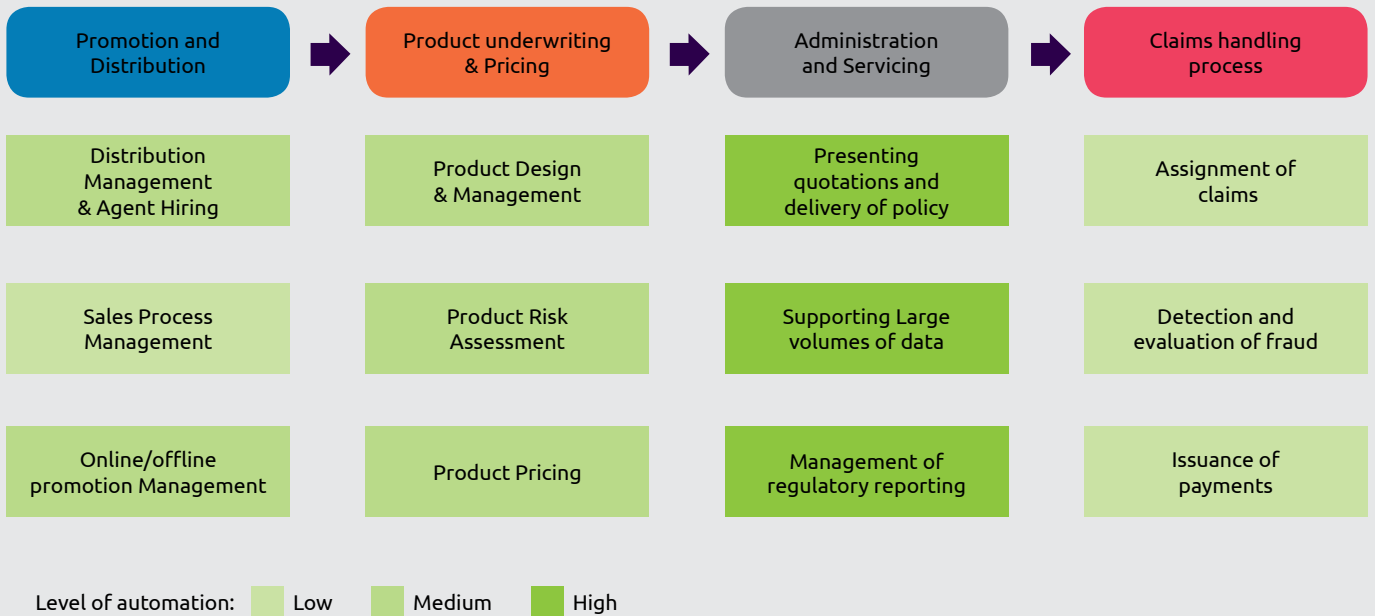 Promotion and
Distribution
Product underwriting
& Pricing
Administration
and Servicing
Claims handling
process
Distribution
Management
& Agent Hiring
Product Design
& Management
Presenting
quotations and
delivery of policy
Assignment of
claims
Sales Process
Management
Product Risk
Assessment
Supporting Large
volumes of data
Detection and
evaluation of fraud
Online/offline
promotion Management
Product Pricing
Management of
regulatory reporting
Issuance of
payments
Level of automation: Low Medium High